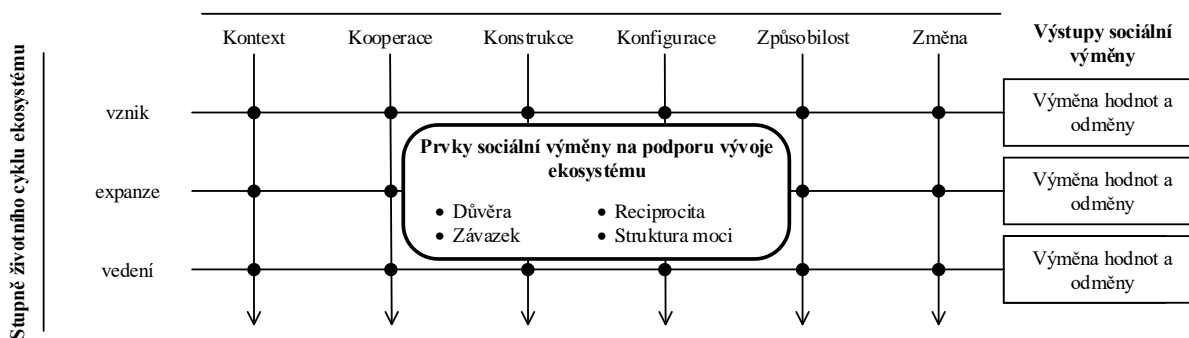 Kontext Kooperace Konstrukce Konfigurace Způsobilost Změna
Výstupy sociální
výměny
Stupně životního cyklu ekosystému
vznik
Výměna hodnot a
odměny
Prvky sociální výměny na podporu vývoje
ekosystému
expanze
Výměna hodnot a
odměny
• Důvěra • Reciprocita
• Závazek • Struktura moci
vedení
Výměna hodnot a
odměny